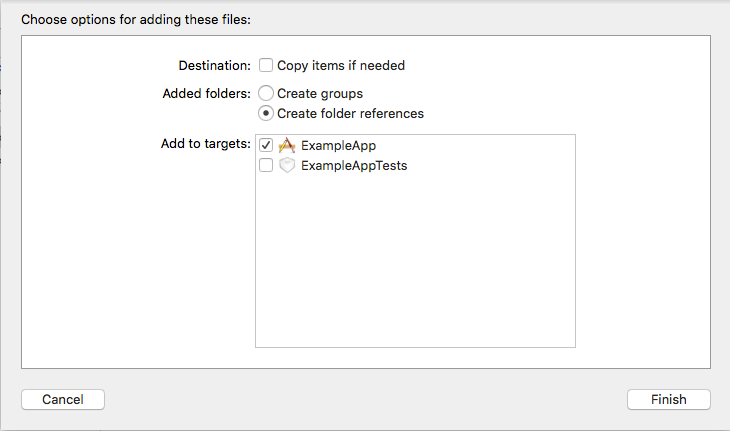 Choose options for adding these files:
Destination: Copy items if needed
Added folders: Create groups
Create folder references
Add to targets: ExampleApp
ExampleAppTests
Cancel Finish